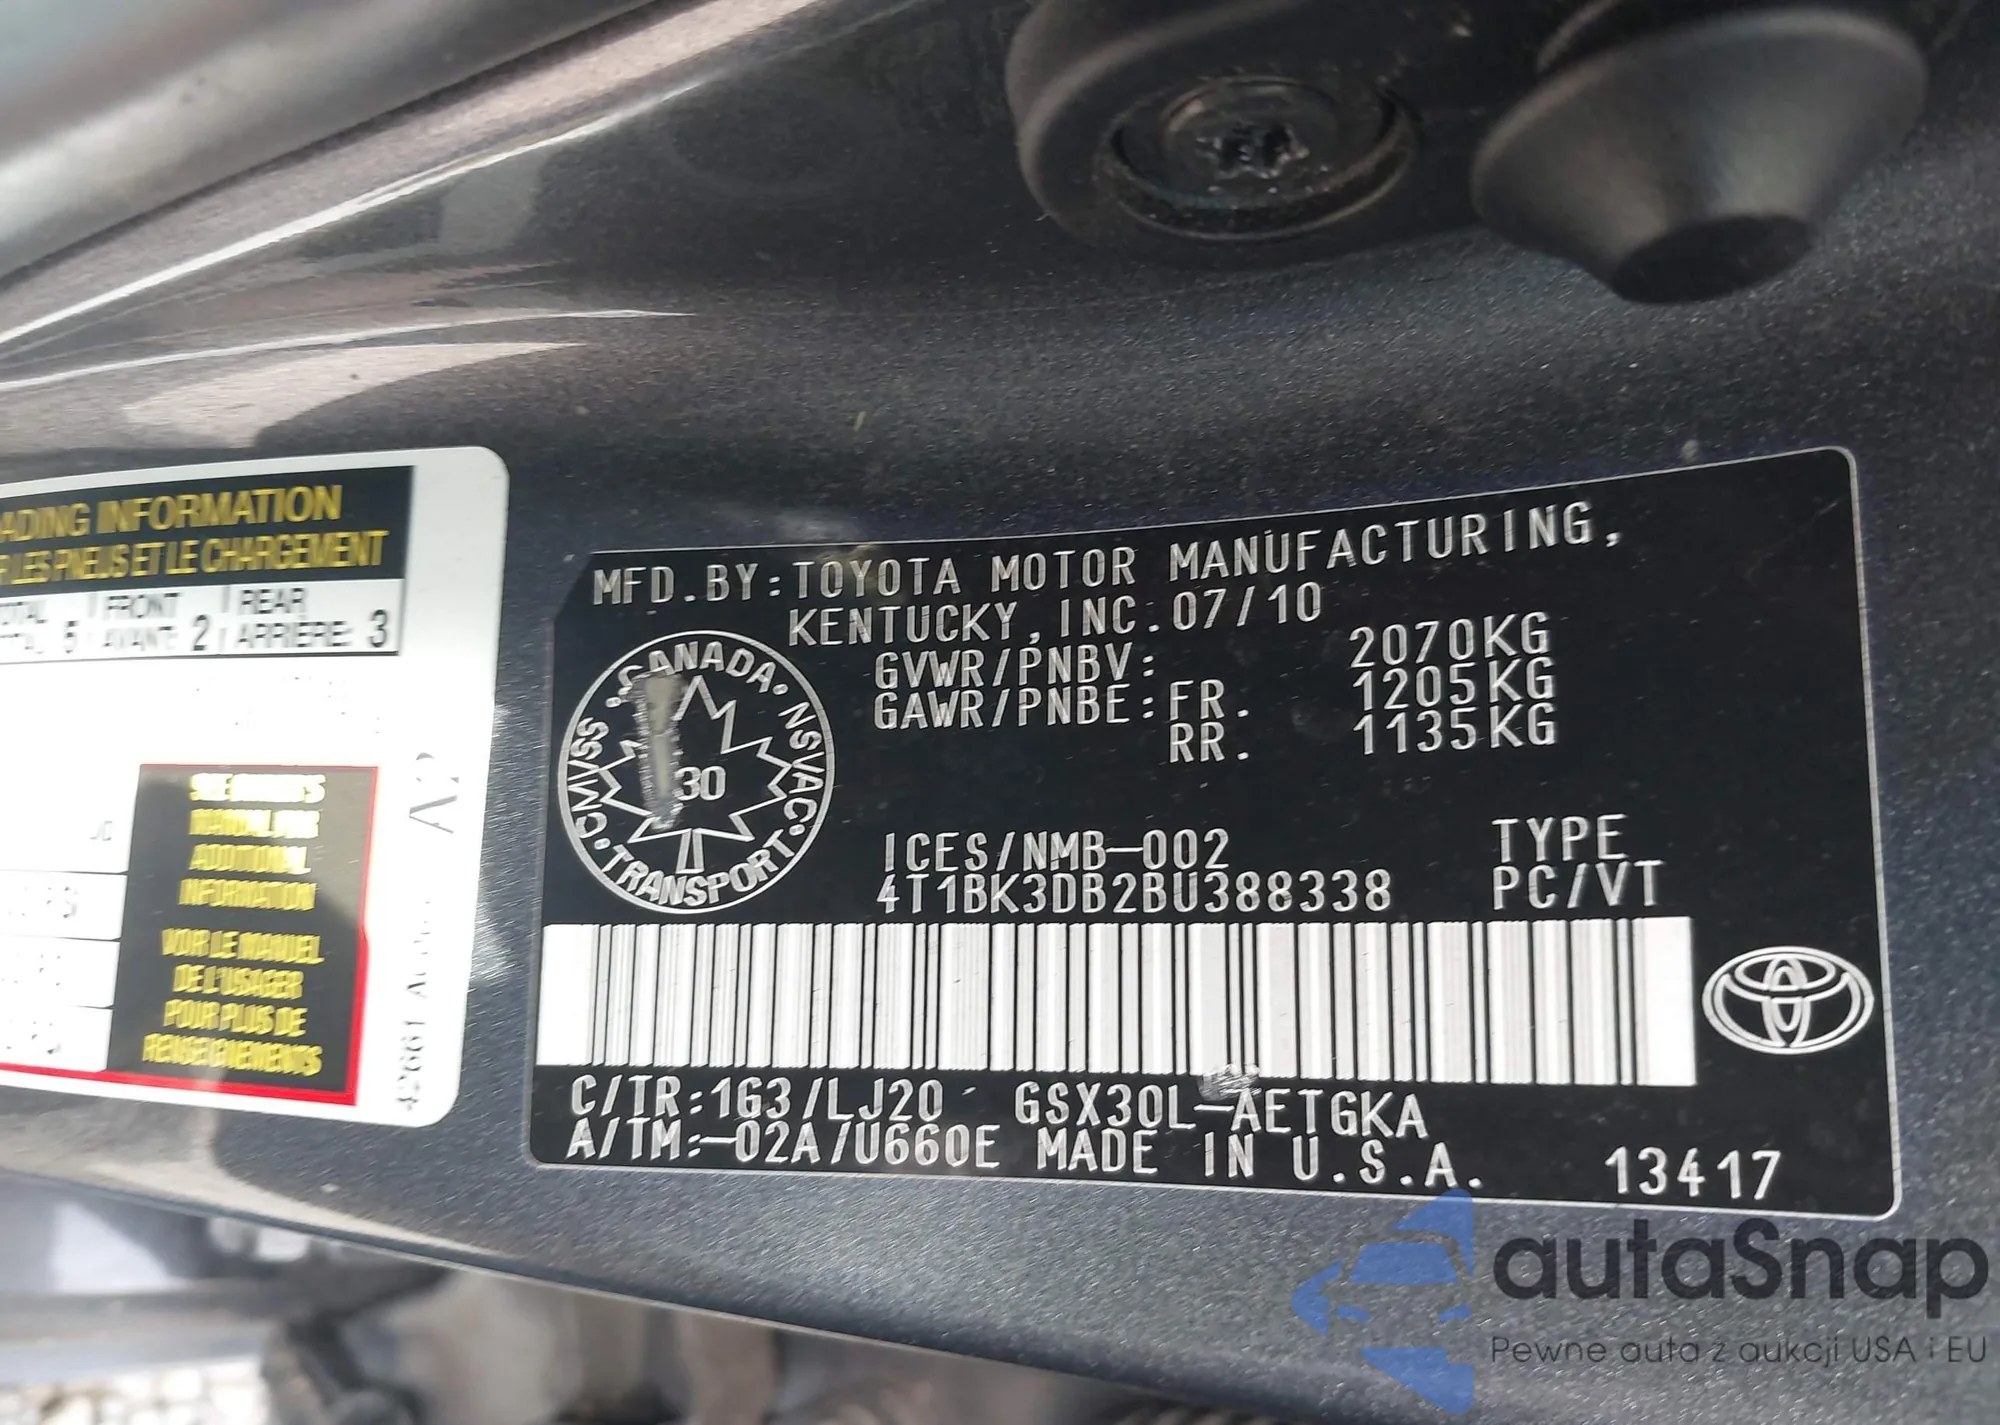 ADING INFORMATION
R LES PNEUS ET LE CHARGEMENT
FRONT REAR
5 AVANT: 2 ARRIÈRE: 3
SEE OWNER'S
MANUAL FOR
ADDITIONAL
INFORMATION
VOIR LE MANUEL
DE L'USAGER
POUR PLUS DE
RENSEIGNEMENTS
A2
42661
MFD.BY:TOYOTA MOTOR MANUFACTURING,
KENTUCKY,INC.07/10
GVWR/PNBV: 2070KG
GAWR/PNBE:FR. 1205KG
RR. 1135KG
CANADA · NSVAC · TRANSPORT · CMVSS
30
ICES/NMB-002 TYPE
4T1BK3DB2BU388338 PC/VT
C/TR:1G3/LJ20 GSX30L-AETGKA
A/TM:-02A/U660E MADE IN U.S.A. 13417
autaSnap
Pewne auta z aukcji USA i EU